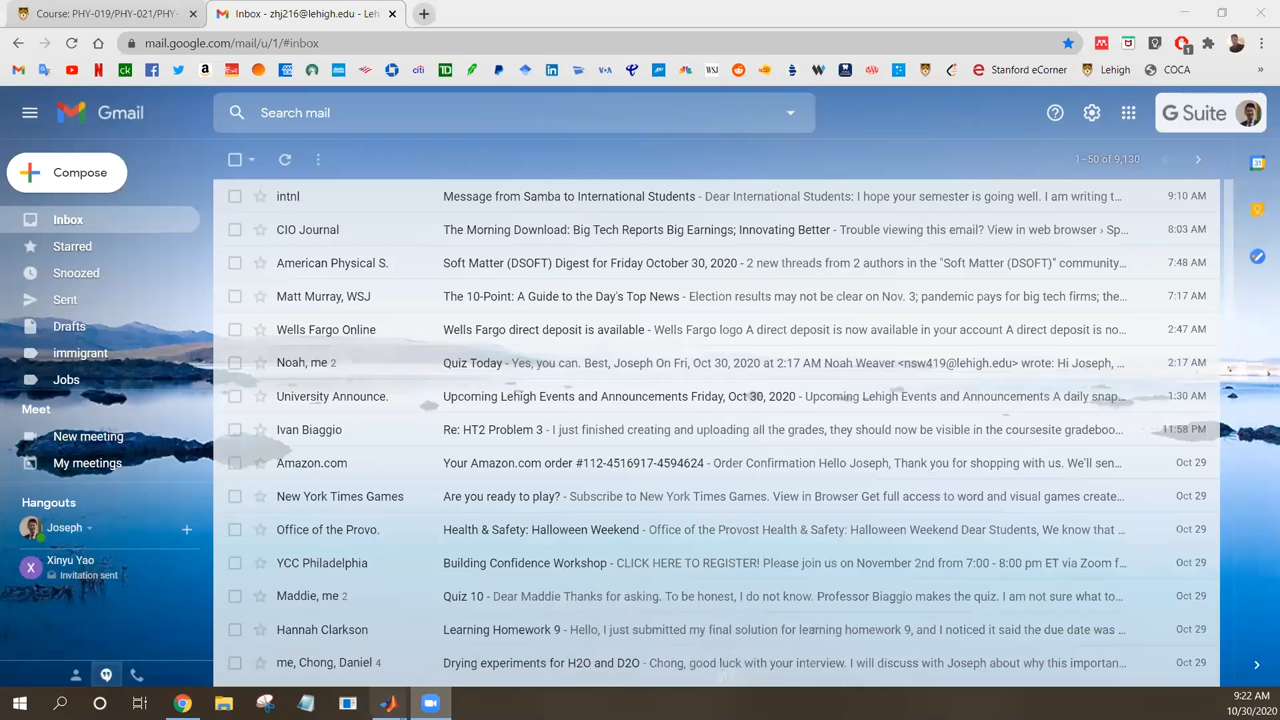 Course: PHY-019/PHY-021/PHY-
Inbox - zhj216@lehigh.edu - Leh
mail.google.com/mail/u/1/#inbox
Stanford eCorner
Lehigh
COCA
Gmail
Search mail
G Suite
Compose
1–50 of 9,130
Inbox
Starred
Snoozed
Sent
Drafts
immigrant
Jobs
Meet
New meeting
My meetings
Hangouts
Joseph
Xinyu Yao
Invitation sent
intnl Message from Samba to International Students - Dear International Students: I hope your semester is going well. I am writing t… 9:10 AM
CIO Journal The Morning Download: Big Tech Reports Big Earnings; Innovating Better - Trouble viewing this email? View in web browser › Sp… 8:03 AM
American Physical S. Soft Matter (DSOFT) Digest for Friday October 30, 2020 - 2 new threads from 2 authors in the "Soft Matter (DSOFT)" community… 7:48 AM
Matt Murray, WSJ The 10-Point: A Guide to the Day's Top News - Election results may not be clear on Nov. 3; pandemic pays for big tech firms; the… 7:17 AM
Wells Fargo Online Wells Fargo direct deposit is available - Wells Fargo logo A direct deposit is now available in your account A direct deposit is no… 2:47 AM
Noah, me 2 Quiz Today - Yes, you can. Best, Joseph On Fri, Oct 30, 2020 at 2:17 AM Noah Weaver <nsw419@lehigh.edu> wrote: Hi Joseph, … 2:17 AM
University Announce. Upcoming Lehigh Events and Announcements Friday, Oct 30, 2020 - Upcoming Lehigh Events and Announcements A daily snap… 1:30 AM
Ivan Biaggio Re: HT2 Problem 3 - I just finished creating and uploading all the grades, they should now be visible in the coursesite gradeboo… 11:58 PM
Amazon.com Your Amazon.com order #112-4516917-4594624 - Order Confirmation Hello Joseph, Thank you for shopping with us. We'll sen… Oct 29
New York Times Games Are you ready to play? - Subscribe to New York Times Games. View in Browser Get full access to word and visual games create… Oct 29
Office of the Provo. Health & Safety: Halloween Weekend - Office of the Provost Health & Safety: Halloween Weekend Dear Students, We know that … Oct 29
YCC Philadelphia Building Confidence Workshop - CLICK HERE TO REGISTER! Please join us on November 2nd from 7:00 - 8:00 pm ET via Zoom f… Oct 29
Maddie, me 2 Quiz 10 - Dear Maddie Thanks for asking. To be honest, I do not know. Professor Biaggio makes the quiz. I am not sure what to… Oct 29
Hannah Clarkson Learning Homework 9 - Hello, I just submitted my final solution for learning homework 9, and I noticed it said the due date was … Oct 29
me, Chong, Daniel 4 Drying experiments for H2O and D2O - Chong, good luck with your interview. I will discuss with Joseph about why this importan… Oct 29
9:22 AM
10/30/2020